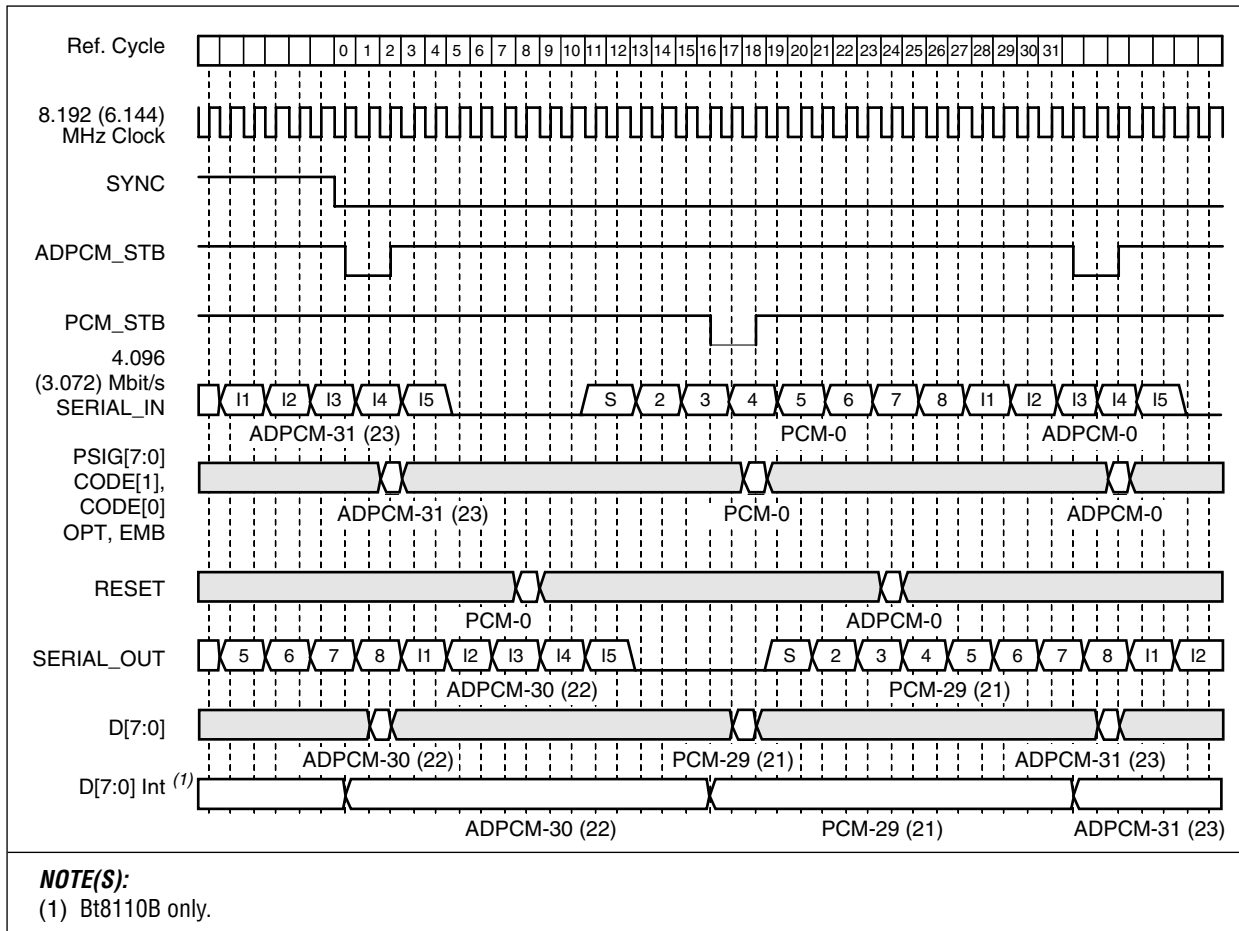 Ref. Cycle 0 1 2 3 4 5 6 7 8 9 10 11 12 13 14 15 16 17 18 19 20 21 22 23 24 25 26 27 28 29 30 31
8.192 (6.144)
MHz Clock
SYNC
ADPCM_STB
PCM_STB
4.096
(3.072) Mbit/s
SERIAL_IN I1 I2 I3 I4 I5 S 2 3 4 5 6 7 8 I1 I2 I3 I4 I5
ADPCM-31 (23) PCM-0 ADPCM-0
PSIG[7:0]
CODE[1],
CODE[0]
OPT, EMB
ADPCM-31 (23) PCM-0 ADPCM-0
RESET
PCM-0 ADPCM-0
SERIAL_OUT 5 6 7 8 I1 I2 I3 I4 I5 S 2 3 4 5 6 7 8 I1 I2
ADPCM-30 (22) PCM-29 (21)
D[7:0]
ADPCM-30 (22) PCM-29 (21) ADPCM-31 (23)
D[7:0] Int (1)
ADPCM-30 (22) PCM-29 (21) ADPCM-31 (23)
NOTE(S):
(1) Bt8110B only.